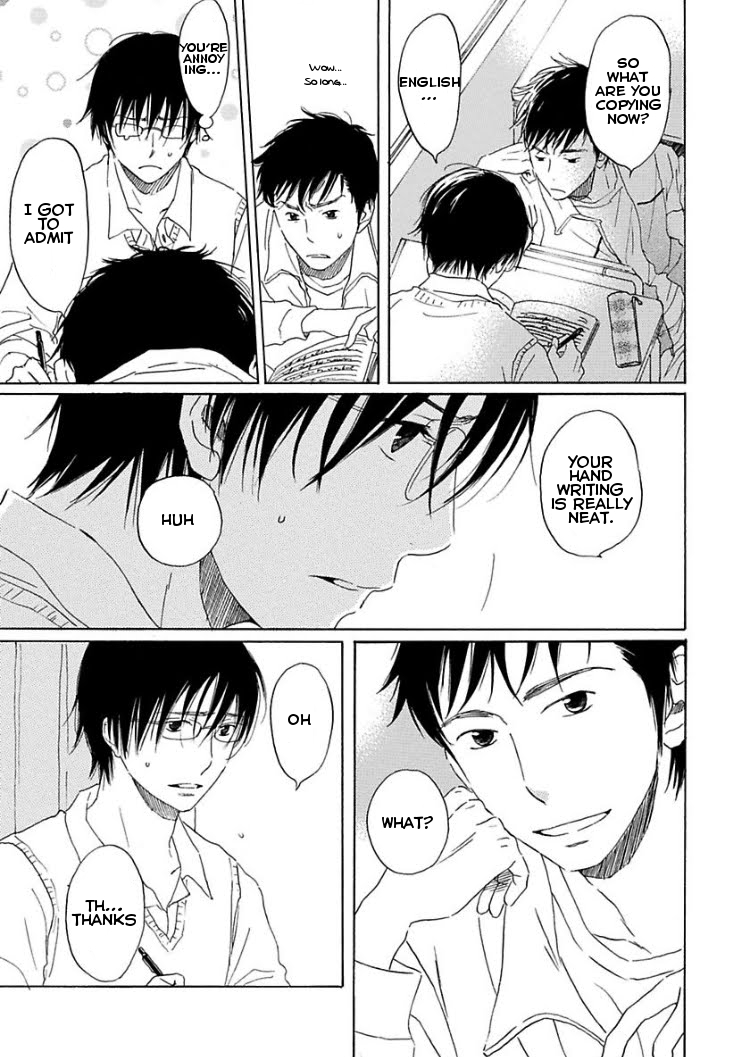 SO
WHAT
ARE YOU
COPYING
NOW?
ENGLISH
...
Wow...
So long...
YOU'RE
ANNOY
ING...
I GOT
TO
ADMIT
YOUR
HAND
WRITING
IS REALLY
NEAT.
HUH
WHAT?
OH
TH...
THANKS